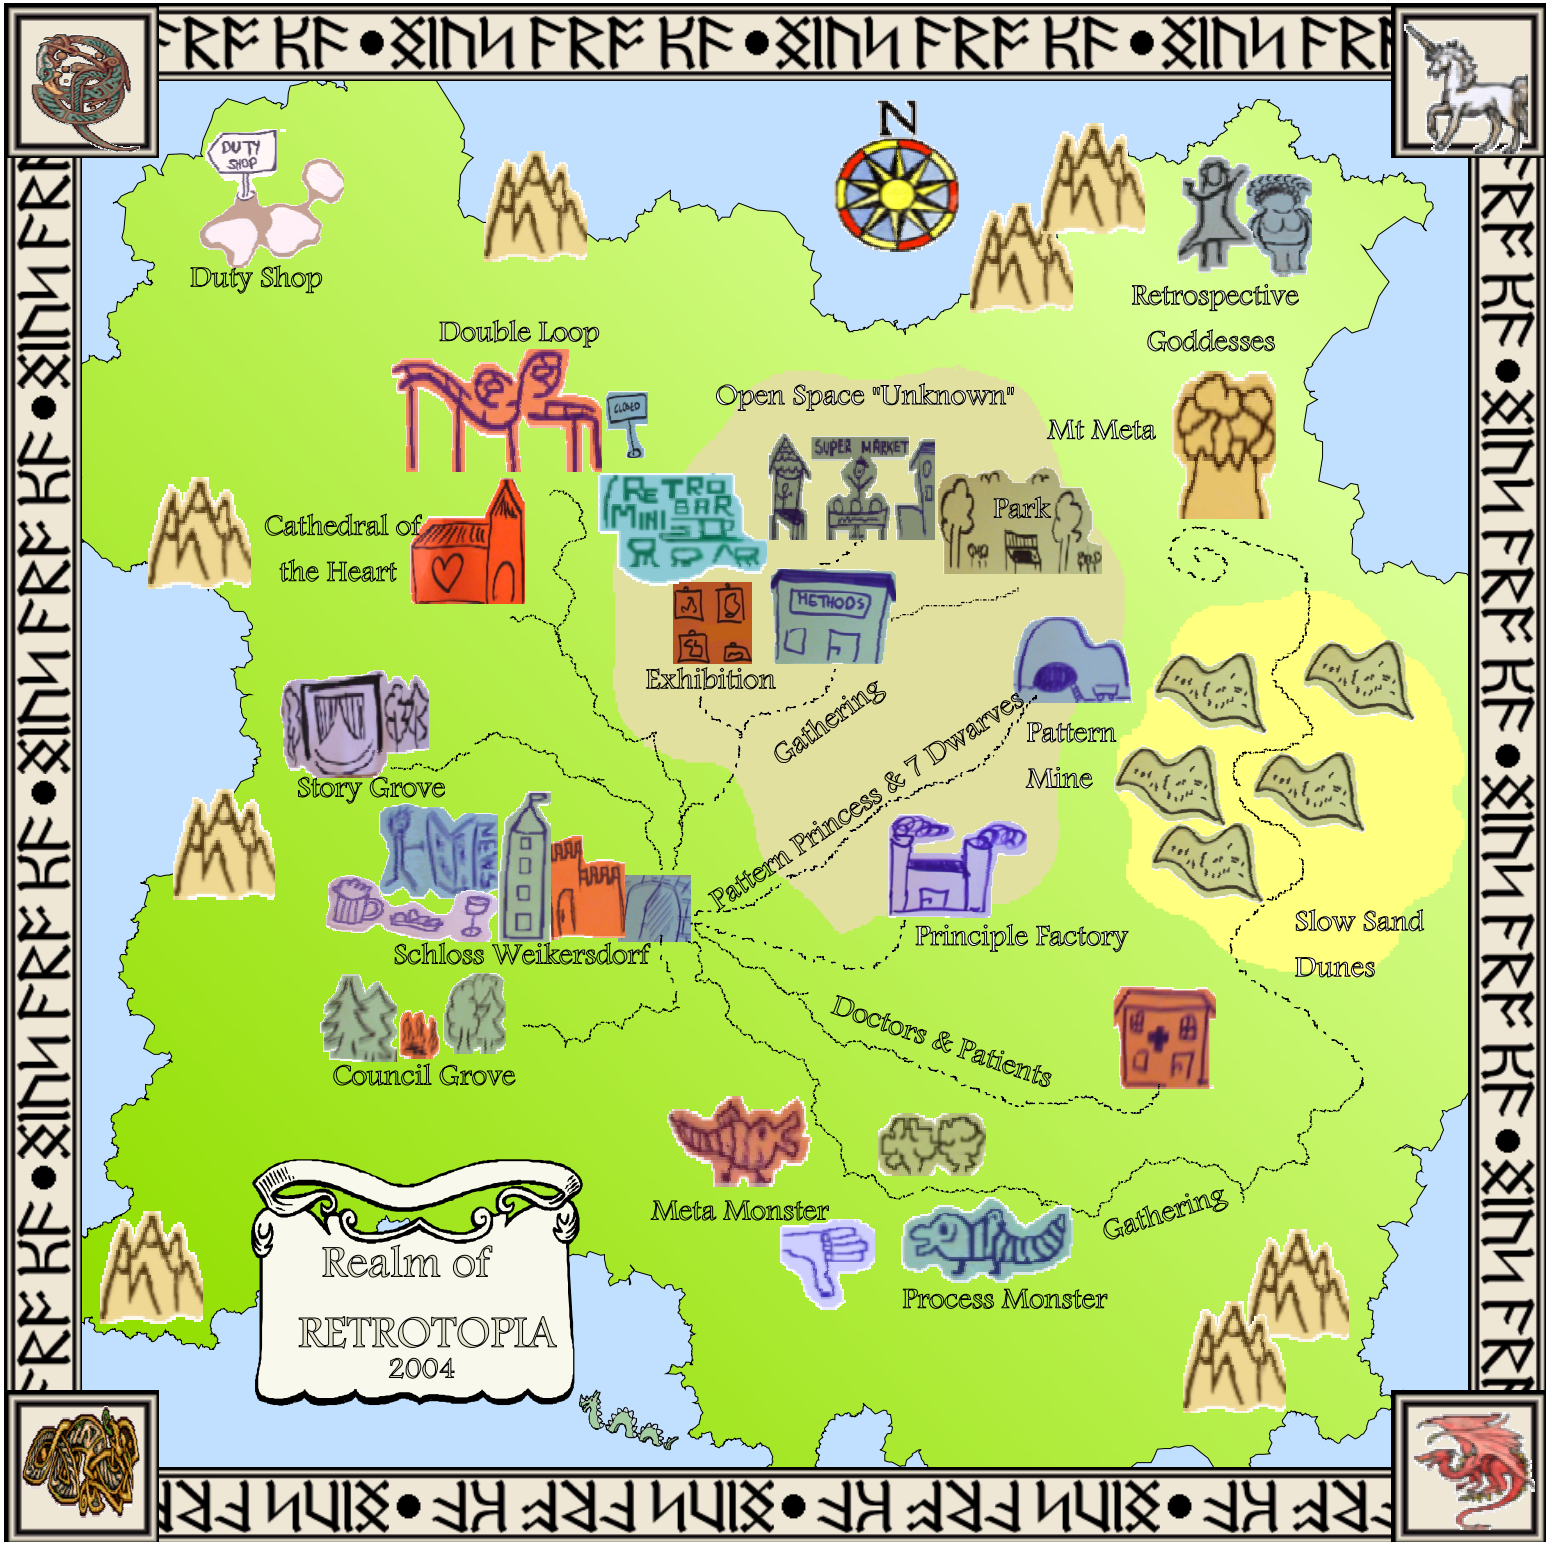 N
DUTY
SHOP
Duty Shop
Retrospective
Goddesses
Double Loop
CLOSED
Open Space "Unknown"
Mt Meta
SUPER MARKET
RETRO
BAR
MINI
Park
Cathedral of
the Heart
METHODS
Exhibition
Gathering
Pattern Princess & 7 Dwarves
Pattern
Mine
Story Grove
NEWS
Schloss Weikersdorf
Principle Factory
Slow Sand
Dunes
Doctors & Patients
Council Grove
Meta Monster
Gathering
Process Monster
Realm of
RETROTOPIA
2004